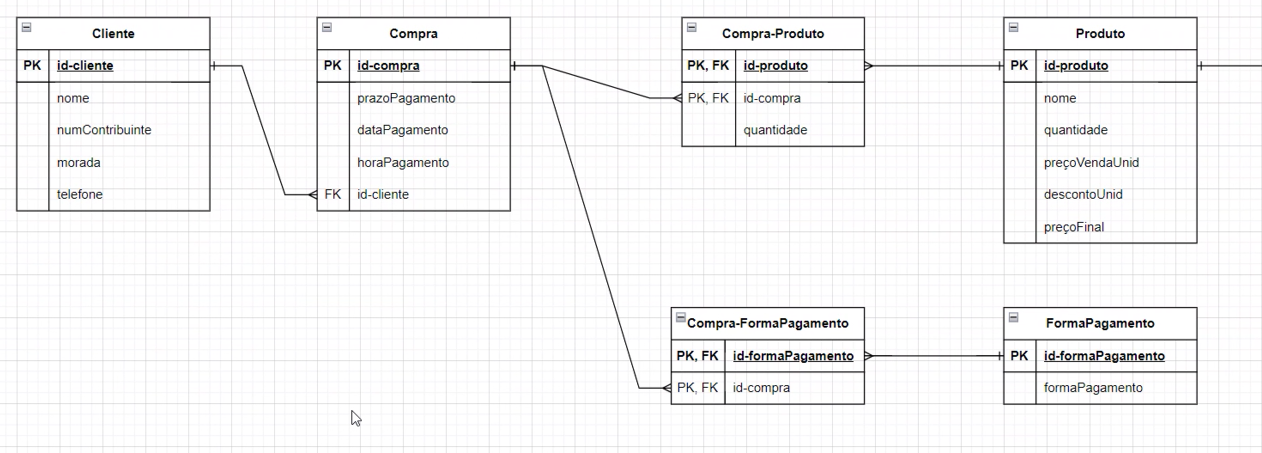 Cliente
PK id-cliente
nome
numContribuinte
morada
telefone
Compra
PK id-compra
prazoPagamento
dataPagamento
horaPagamento
FK id-cliente
Compra-Produto
PK, FK id-produto
PK, FK id-compra
quantidade
Produto
PK id-produto
nome
quantidade
preçoVendaUnid
descontoUnid
preçoFinal
Compra-FormaPagamento
PK, FK id-formaPagamento
PK, FK id-compra
FormaPagamento
PK id-formaPagamento
formaPagamento